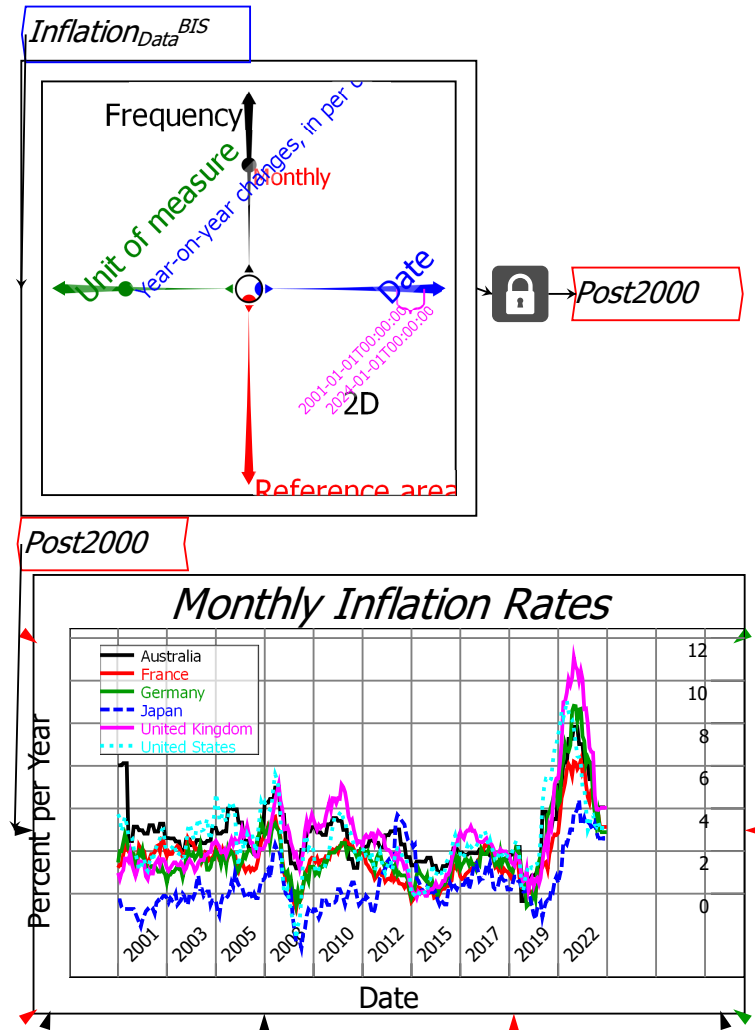 Inflation Data BIS
Frequency
Year-on-year changes, in per c
Monthly
Unit of measure
Date
2001-01-01T00:00:00
2024-01-01T00:00:00
2D
Reference area
Post2000
Post2000
Monthly Inflation Rates
Australia
France
Germany
Japan
United Kingdom
United States
12
10
8
6
4
2
0
Percent per Year
2001 2003 2005 2008 2010 2012 2015 2017 2019 2022
Date